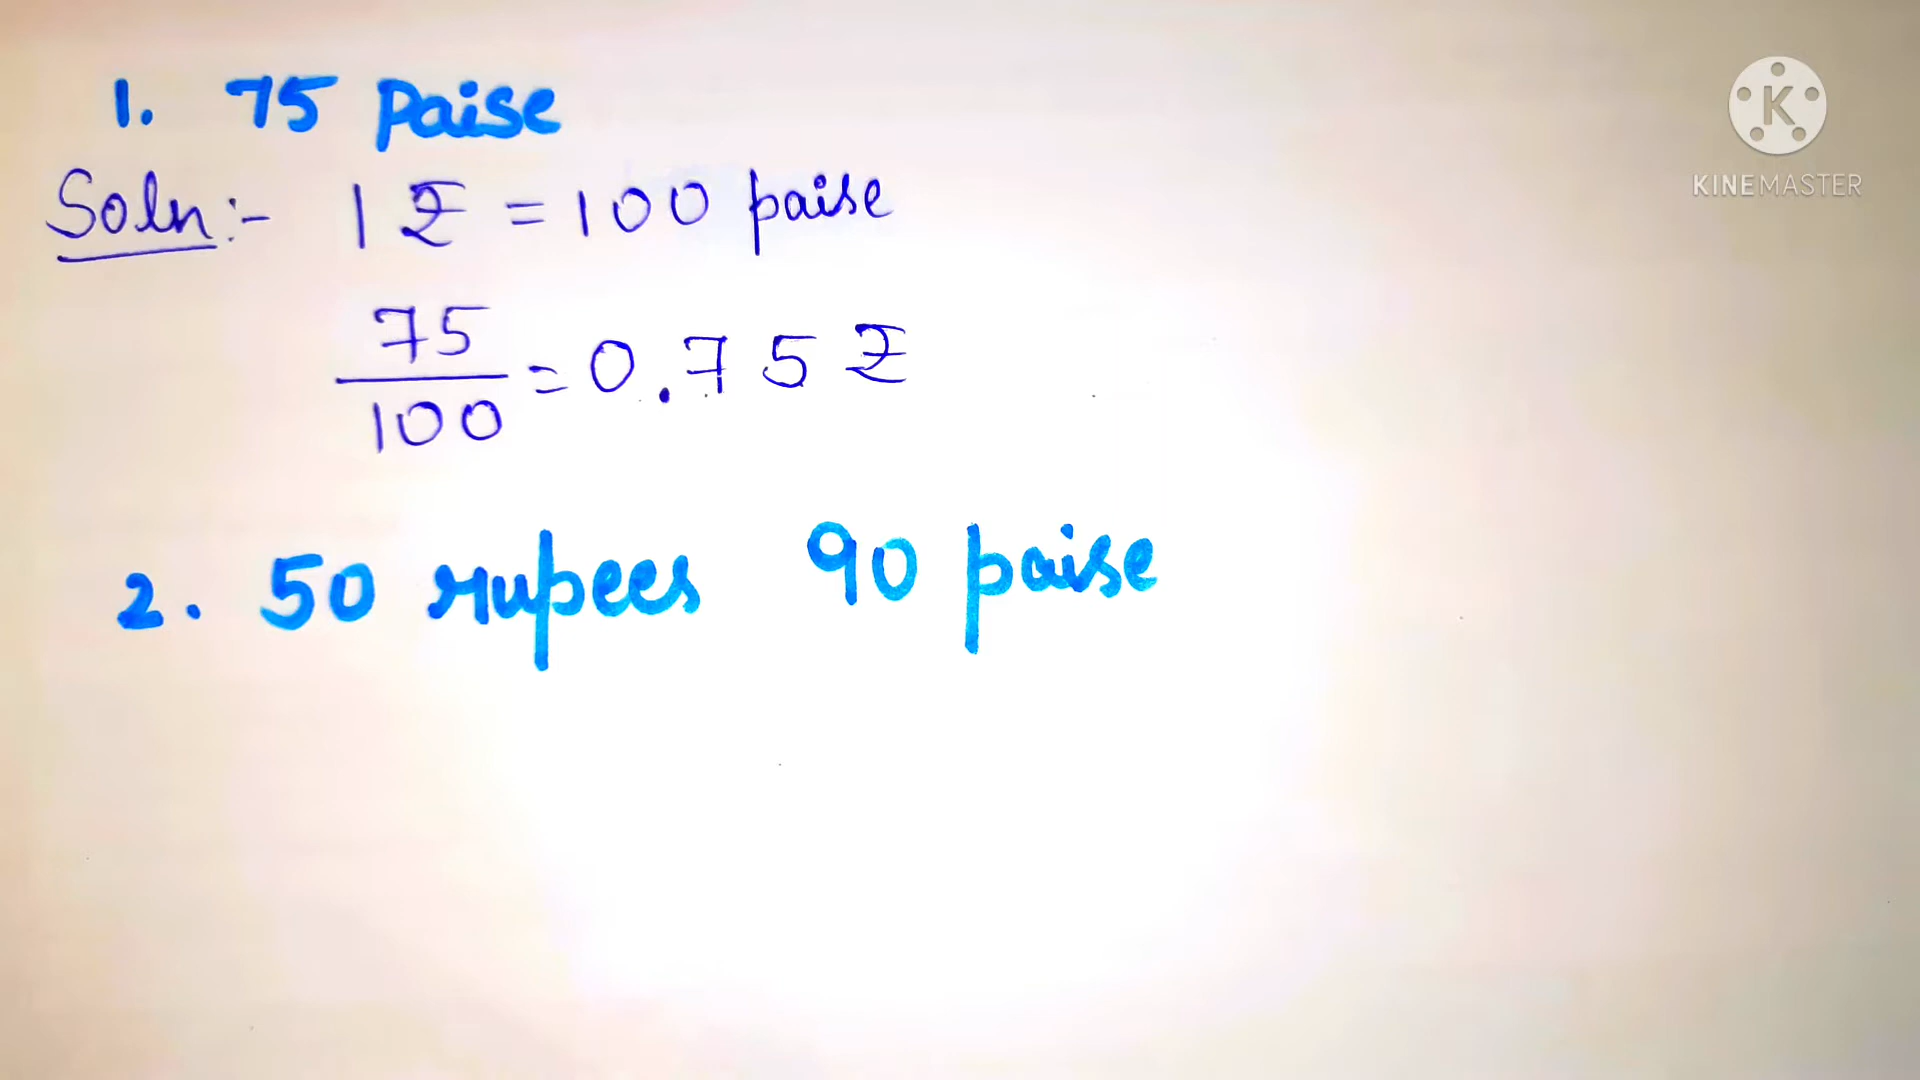 1. 75 Paise
Soln:- 1 ₹ = 100 paise
75
100
= 0.75 ₹
2. 50 rupees 90 paise
K
KINEMASTER